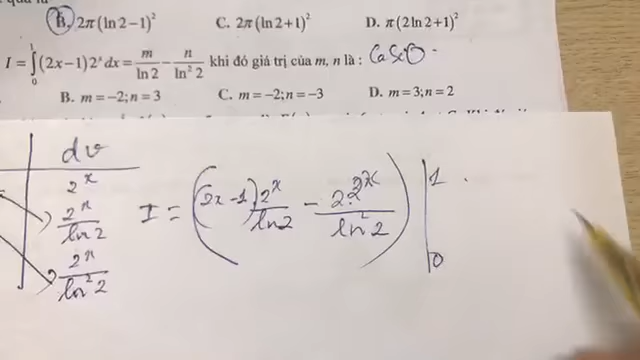 B. 2π(ln2−1)² C. 2π(ln2+1)² D. π(2ln2+1)²
I = ∫₀¹(2x−1)2ˣdx = m/ln2 − n/ln²2 khi đó giá trị của m, n là : CaSiO
B. m=−2; n=3 C. m=−2; n=−3 D. m=3; n=2
dv
2ˣ
2ˣ/ln2 I = ((2x-1)2ˣ/ln2 - 2.2ˣ/ln²2)|₀¹
2ˣ/ln²2